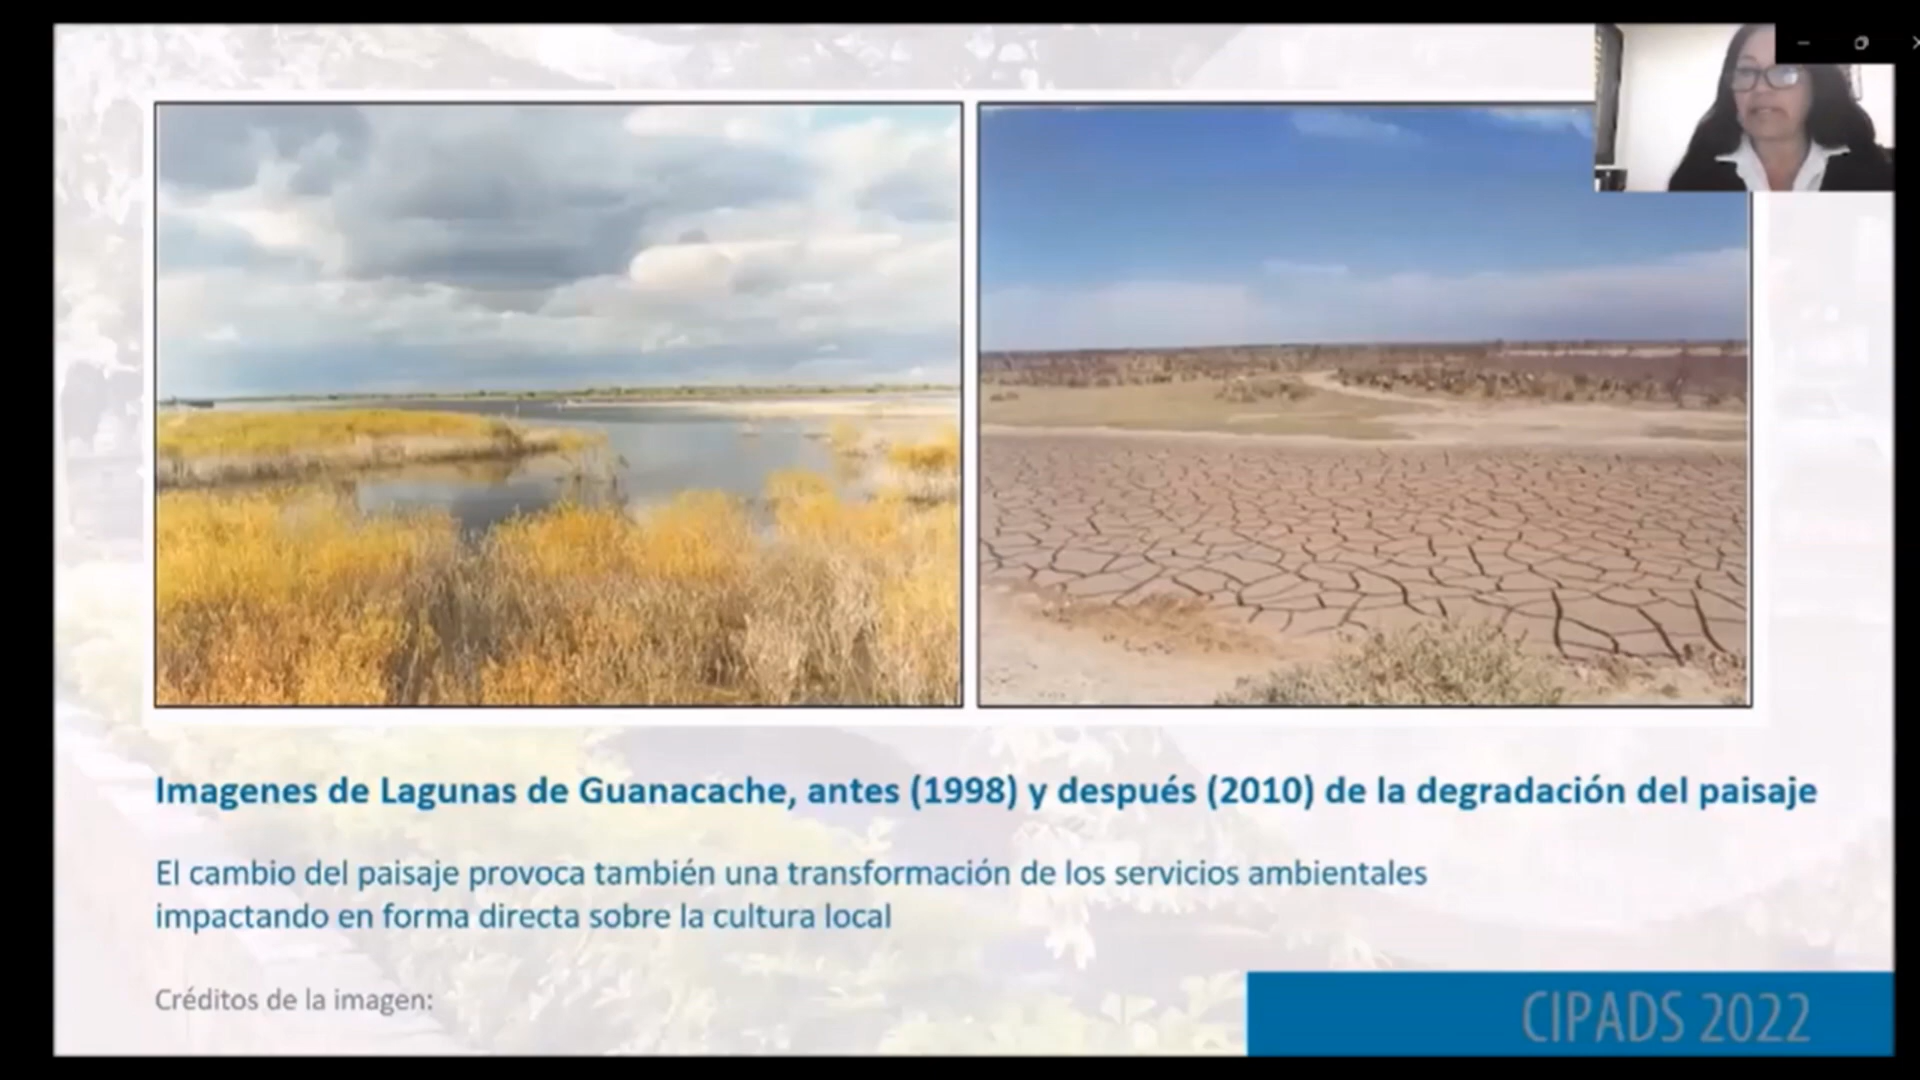 Imagenes de Lagunas de Guanacache, antes (1998) y después (2010) de la degradación del paisaje
El cambio del paisaje provoca también una transformación de los servicios ambientales
impactando en forma directa sobre la cultura local
Créditos de la imagen:
CIPADS 2022